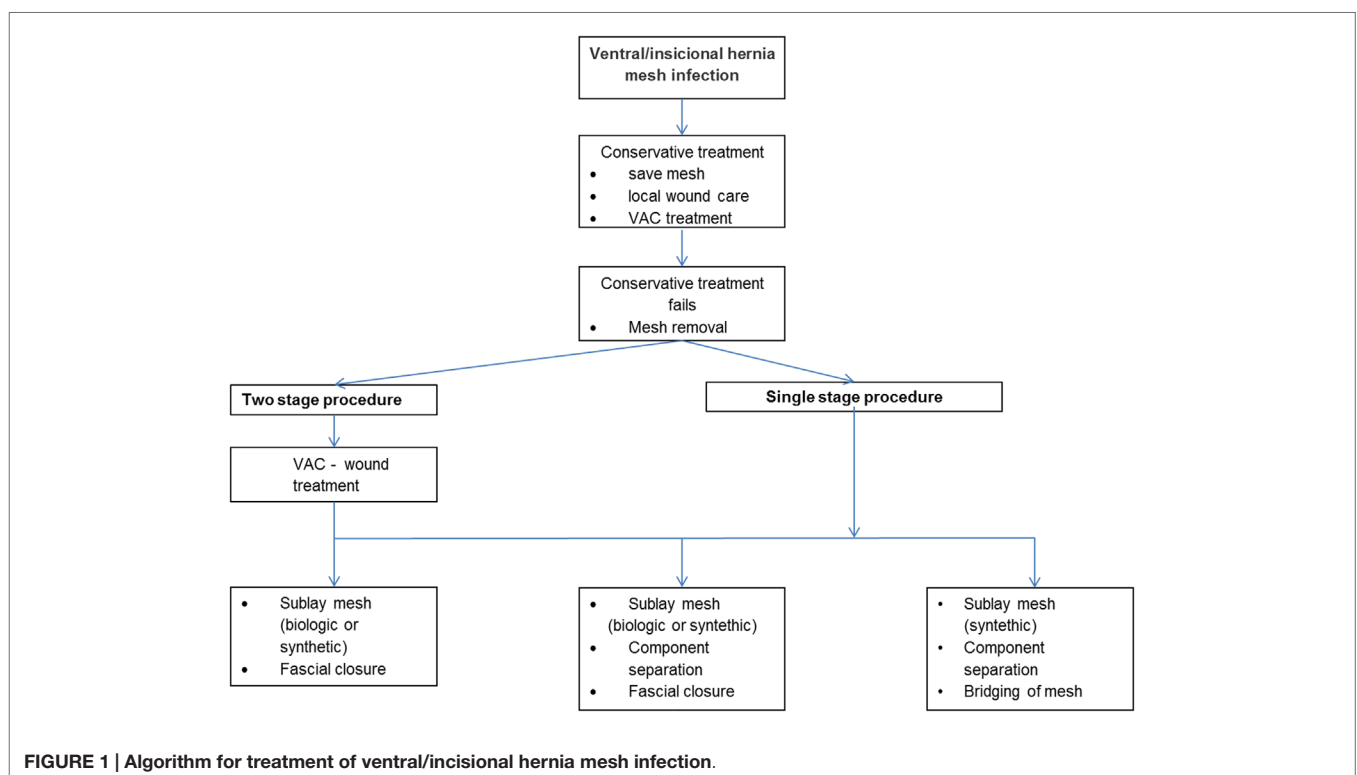 Ventral/insicional hernia
mesh infection
Conservative treatment
• save mesh
• local wound care
• VAC treatment
Conservative treatment
fails
• Mesh removal
Two stage procedure
Single stage procedure
VAC - wound
treatment
• Sublay mesh
(biologic or
synthetic)
• Fascial closure
• Sublay mesh
(biologic or syntethic)
• Component
separation
• Fascial closure
• Sublay mesh
(syntethic)
• Component
separation
• Bridging of mesh
FIGURE 1 | Algorithm for treatment of ventral/incisional hernia mesh infection.